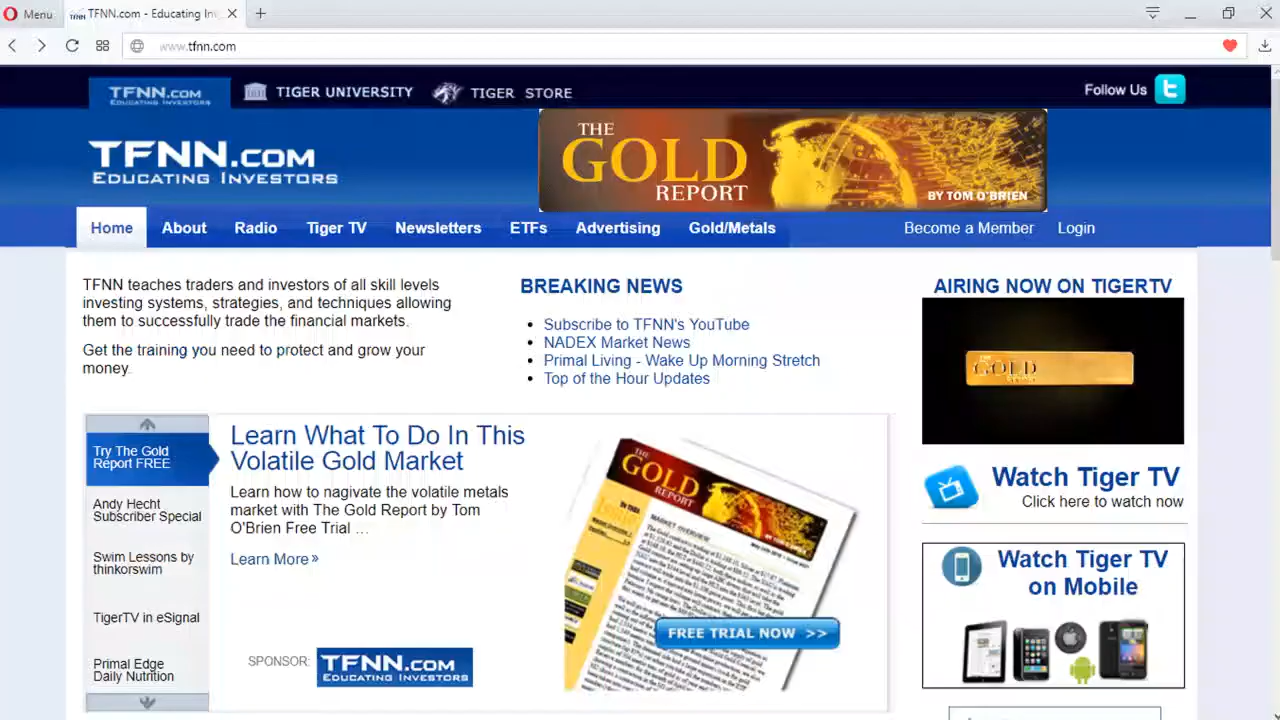 Menu
TFNN.com - Educating Inv
www.tfnn.com
TFNN.COM
EDUCATING INVESTORS
TIGER UNIVERSITY
TIGER STORE
Follow Us
TFNN.COM
EDUCATING INVESTORS
THE
GOLD
REPORT
BY TOM O'BRIEN
Home
About
Radio
Tiger TV
Newsletters
ETFs
Advertising
Gold/Metals
Become a Member
Login
TFNN teaches traders and investors of all skill levels
investing systems, strategies, and techniques allowing
them to successfully trade the financial markets.
Get the training you need to protect and grow your
money.
BREAKING NEWS
Subscribe to TFNN's YouTube
NADEX Market News
Primal Living - Wake Up Morning Stretch
Top of the Hour Updates
AIRING NOW ON TIGERTV
THE
GOLD
REPORT
Watch Tiger TV
Click here to watch now
Watch Tiger TV
on Mobile
Try The Gold
Report FREE
Andy Hecht
Subscriber Special
Swim Lessons by
thinkorswim
TigerTV in eSignal
Primal Edge
Daily Nutrition
Learn What To Do In This
Volatile Gold Market
Learn how to nagivate the volatile metals
market with The Gold Report by Tom
O'Brien Free Trial ...
Learn More »
SPONSOR:
TFNN.COM
EDUCATING INVESTORS
THE
GOLD
REPORT
MARKET OVERVIEW
FREE TRIAL NOW >>